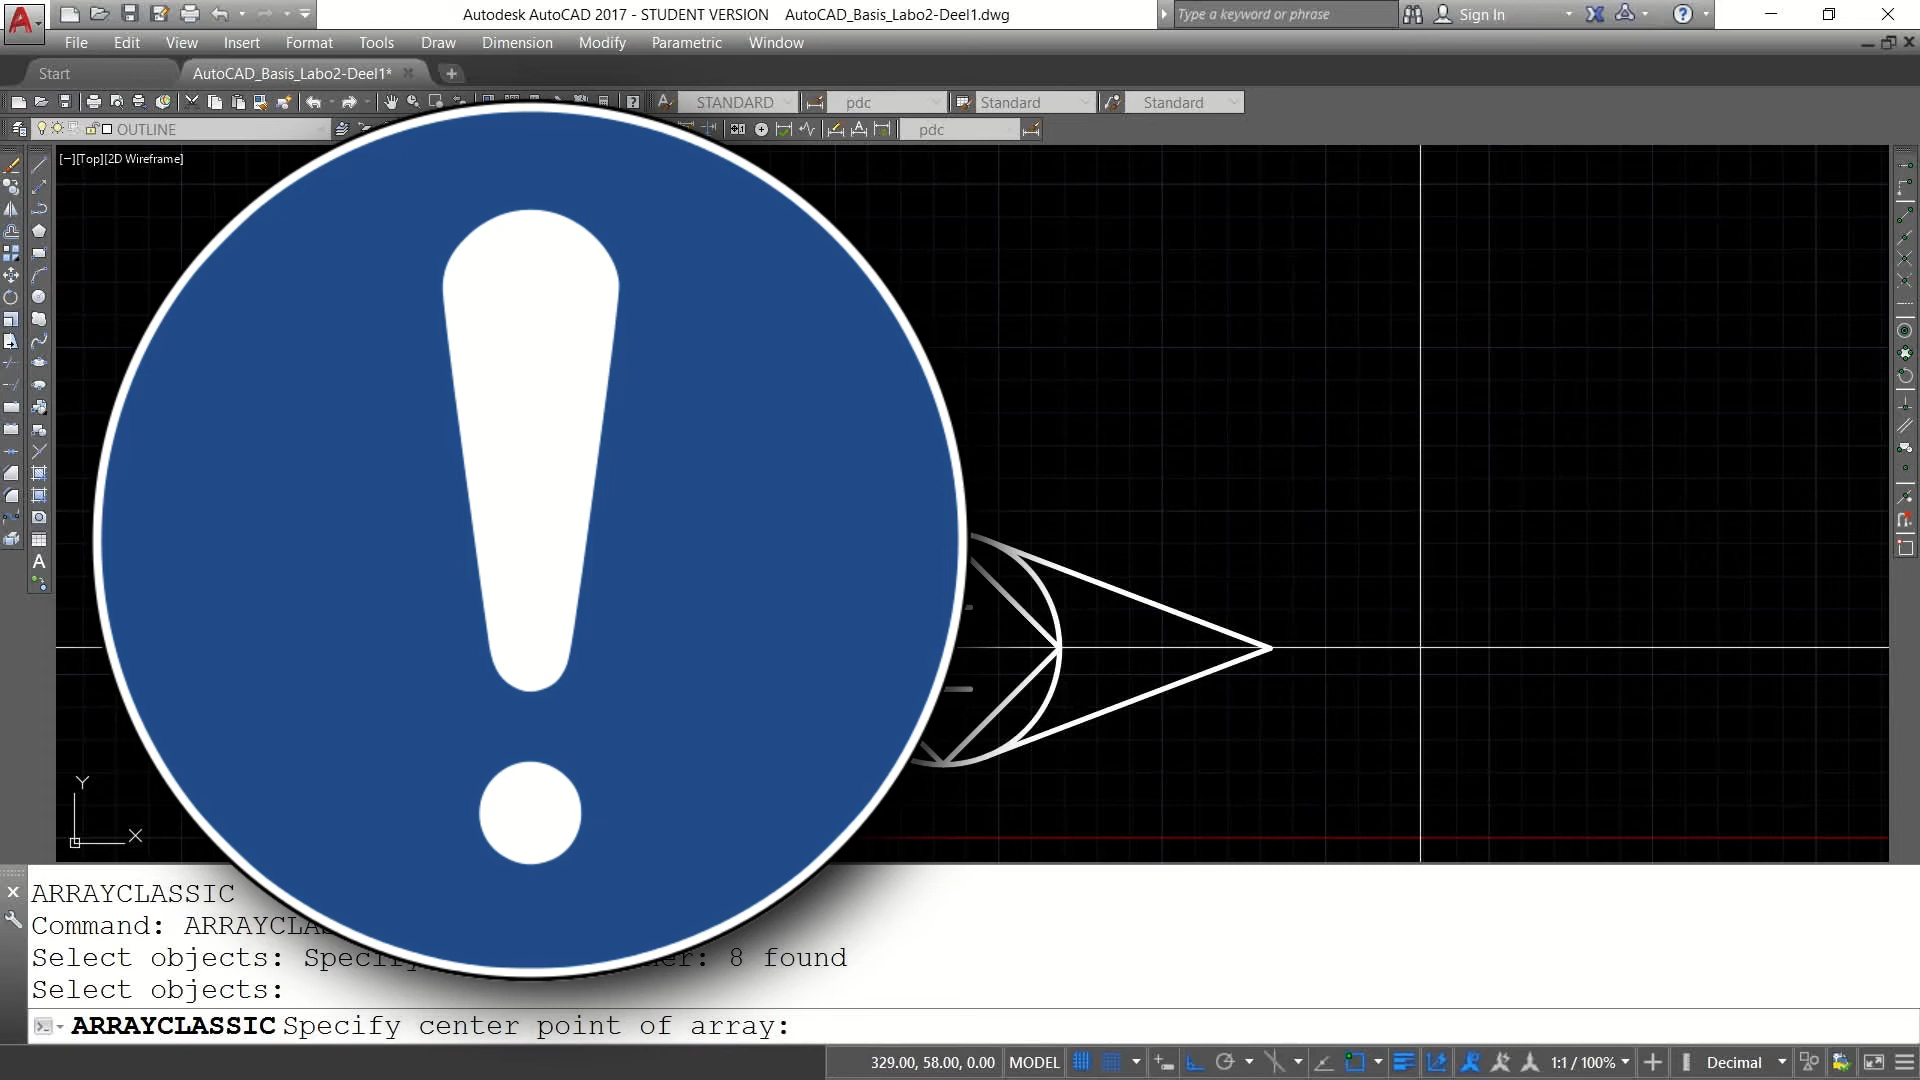 Autodesk AutoCAD 2017 - STUDENT VERSION AutoCAD_Basis_Labo2-Deel1.dwg
Type a keyword or phrase
Sign In
File Edit View Insert Format Tools Draw Dimension Modify Parametric Window
Start
AutoCAD_Basis_Labo2-Deel1*
STANDARD pdc Standard Standard
OUTLINE
pdc
[−][Top][2D Wireframe]
A
Y
X
ARRAYCLASSIC
Command:
Select objects: 8 found
Select objects:
ARRAYCLASSIC Specify center point of array:
329.00, 58.00, 0.00 MODEL 1:1 / 100% Decimal